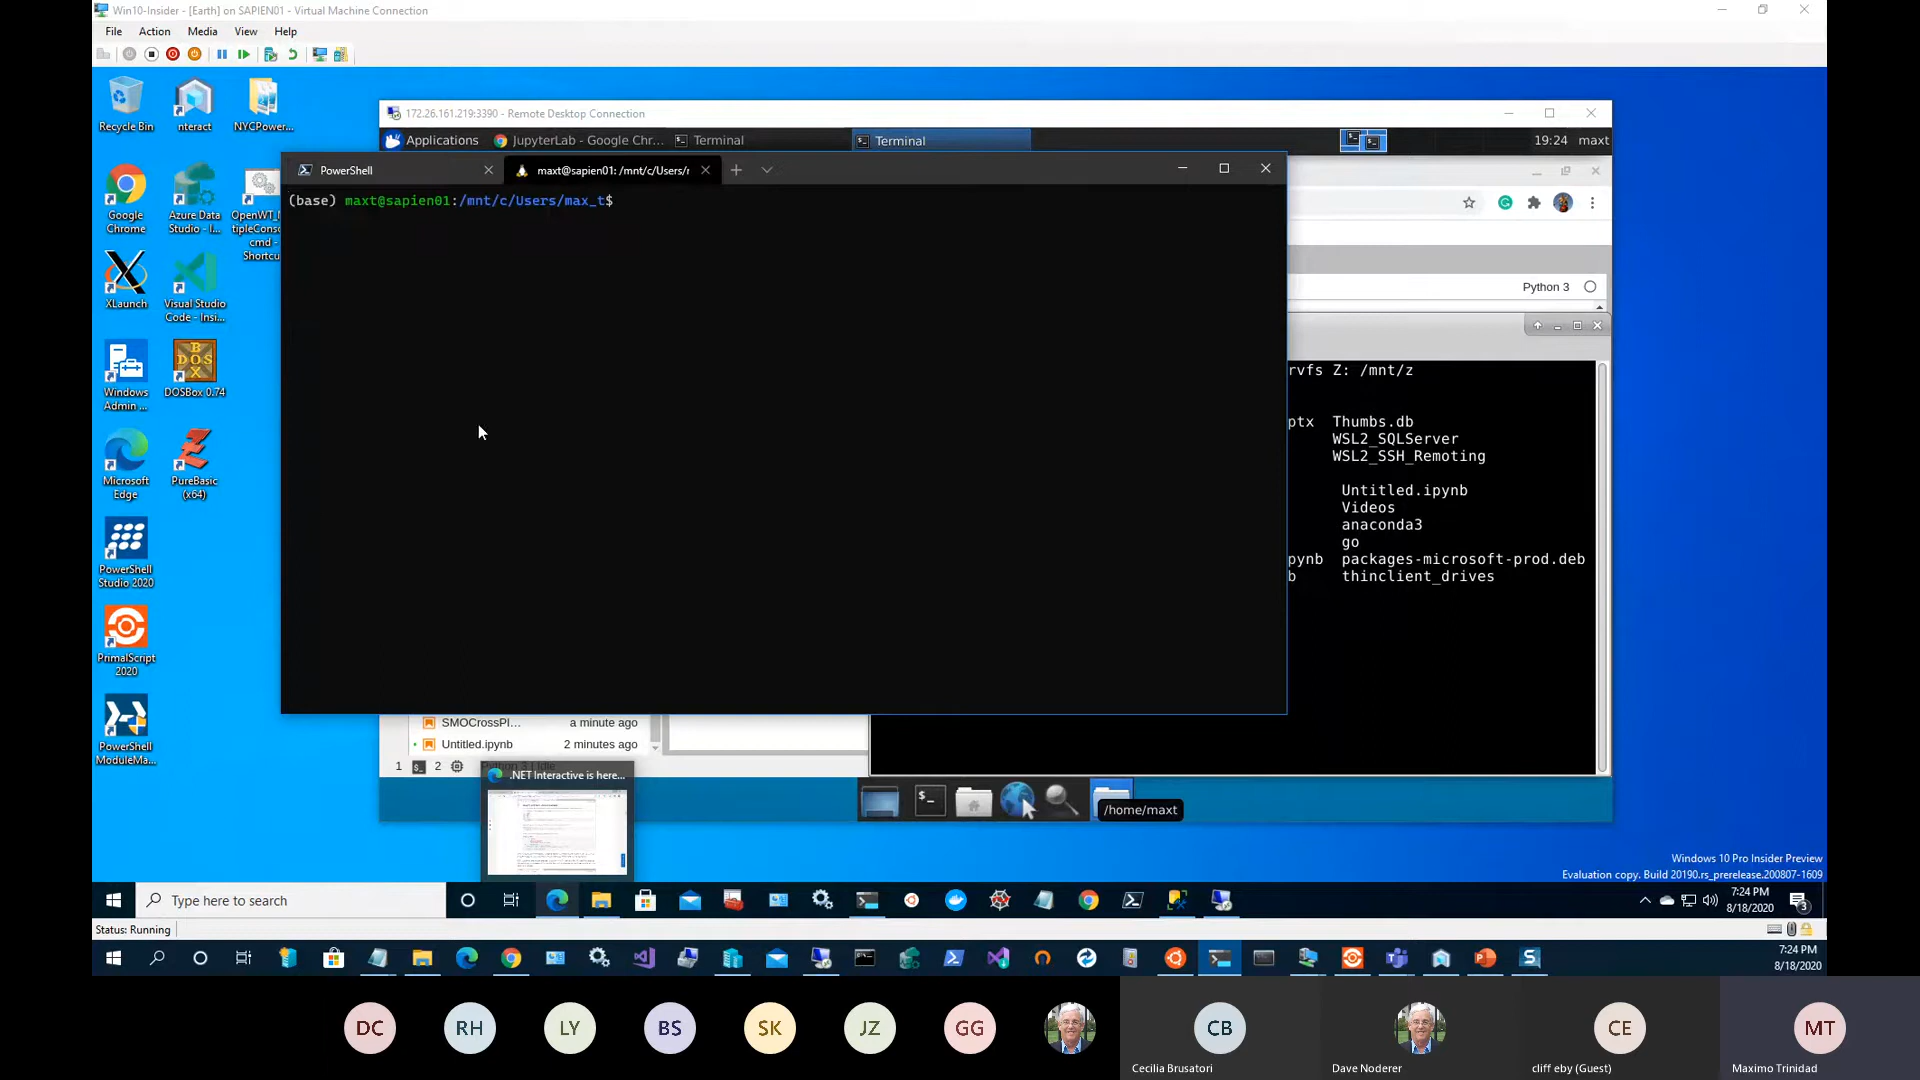 Win10-Insider - [Earth] on SAPIEN01 - Virtual Machine Connection
File Action Media View Help
Recycle Bin
nteract
NYCPower...
Google Chrome
Azure Data Studio - I...
cmd -
XLaunch
Visual Studio Code - Insi...
Windows Admin ...
DOSBox 0.74
Microsoft Edge
PureBasic (x64)
PowerShell Studio 2020
PrimalScript 2020
PowerShell ModuleMa...
172.26.161.219:3390 - Remote Desktop Connection
Applications
JupyterLab - Google Chr...
Terminal
Terminal
19:24 maxt
PowerShell
maxt@sapien01: /mnt/c/Users/
(base) maxt@sapien01:/mnt/c/Users/max_t$
Python 3
rvfs Z: /mnt/z
ptx Thumbs.db
WSL2_SQLServer
WSL2_SSH_Remoting
Untitled.ipynb
Videos
anaconda3
go
pynb packages-microsoft-prod.deb
b thinclient_drives
SMOCrossPl... a minute ago
Untitled.ipynb 2 minutes ago
1 2
.NET Interactive is here...
/home/maxt
Windows 10 Pro Insider Preview
Evaluation copy. Build 20190.rs_prerelease.200807-1609
Type here to search
7:24 PM
8/18/2020
3
Status: Running
7:24 PM
8/18/2020
DC RH LY BS SK JZ GG CB CE MT
Cecilia Brusatori
Dave Noderer
cliff eby (Guest)
Maximo Trinidad